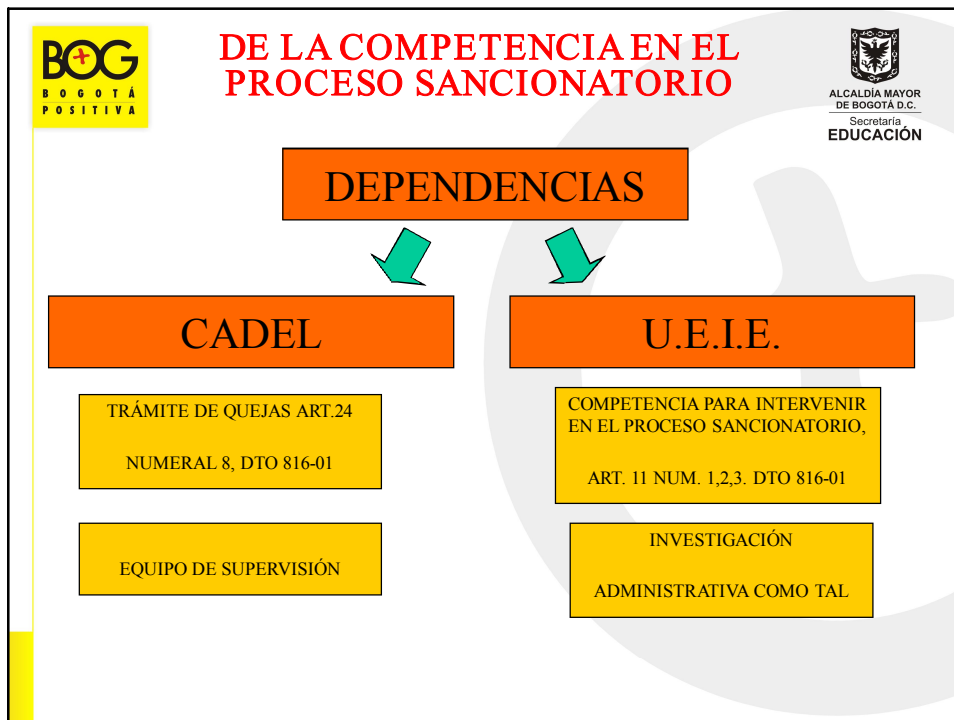 BOG
BOGOTÁ
POSITIVA
DE LA COMPETENCIA EN EL
PROCESO SANCIONATORIO
ALCALDÍA MAYOR
DE BOGOTÁ D.C.
Secretaría
EDUCACIÓN
DEPENDENCIAS
CADEL
U.E.I.E.
TRÁMITE DE QUEJAS ART.24
NUMERAL 8, DTO 816-01
EQUIPO DE SUPERVISIÓN
COMPETENCIA PARA INTERVENIR
EN EL PROCESO SANCIONATORIO,
ART. 11 NUM. 1,2,3. DTO 816-01
INVESTIGACIÓN
ADMINISTRATIVA COMO TAL